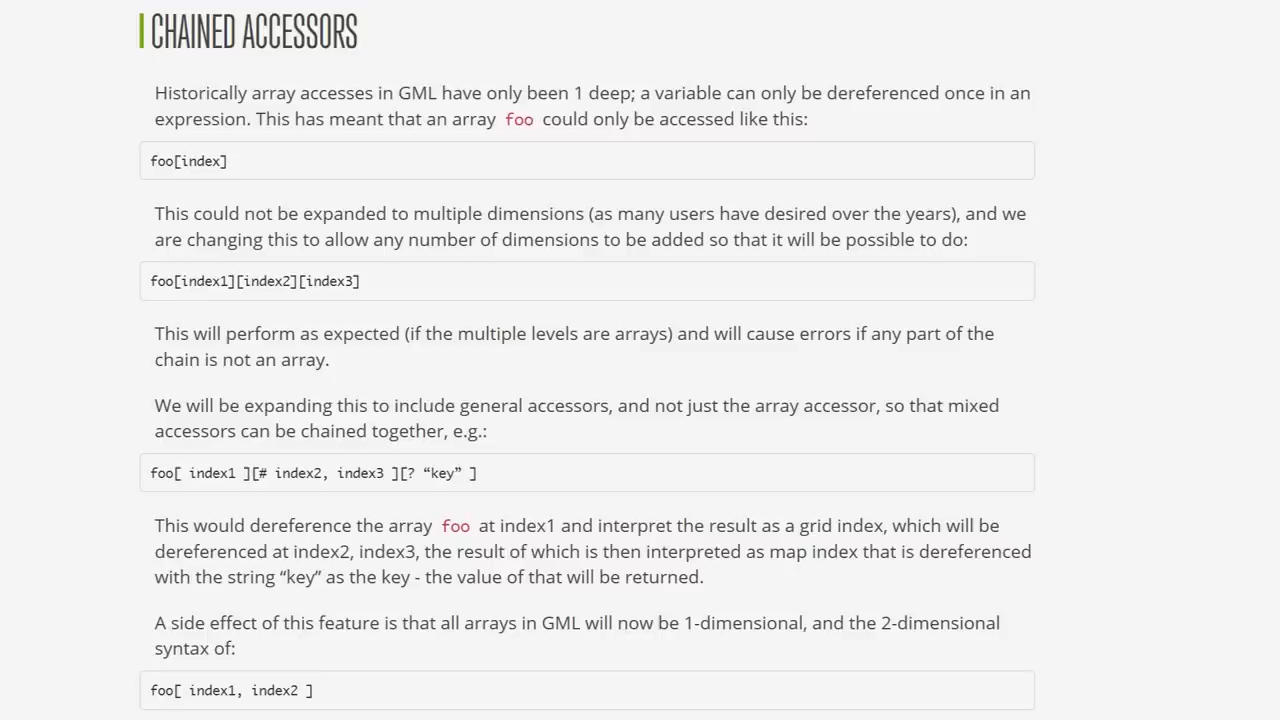 CHAINED ACCESSORS
Historically array accesses in GML have only been 1 deep; a variable can only be dereferenced once in an
expression. This has meant that an array foo could only be accessed like this:
foo[index]
This could not be expanded to multiple dimensions (as many users have desired over the years), and we
are changing this to allow any number of dimensions to be added so that it will be possible to do:
foo[index1][index2][index3]
This will perform as expected (if the multiple levels are arrays) and will cause errors if any part of the
chain is not an array.
We will be expanding this to include general accessors, and not just the array accessor, so that mixed
accessors can be chained together, e.g.:
foo[ index1 ][# index2, index3 ][? “key” ]
This would dereference the array foo at index1 and interpret the result as a grid index, which will be
dereferenced at index2, index3, the result of which is then interpreted as map index that is dereferenced
with the string “key” as the key - the value of that will be returned.
A side effect of this feature is that all arrays in GML will now be 1-dimensional, and the 2-dimensional
syntax of:
foo[ index1, index2 ]